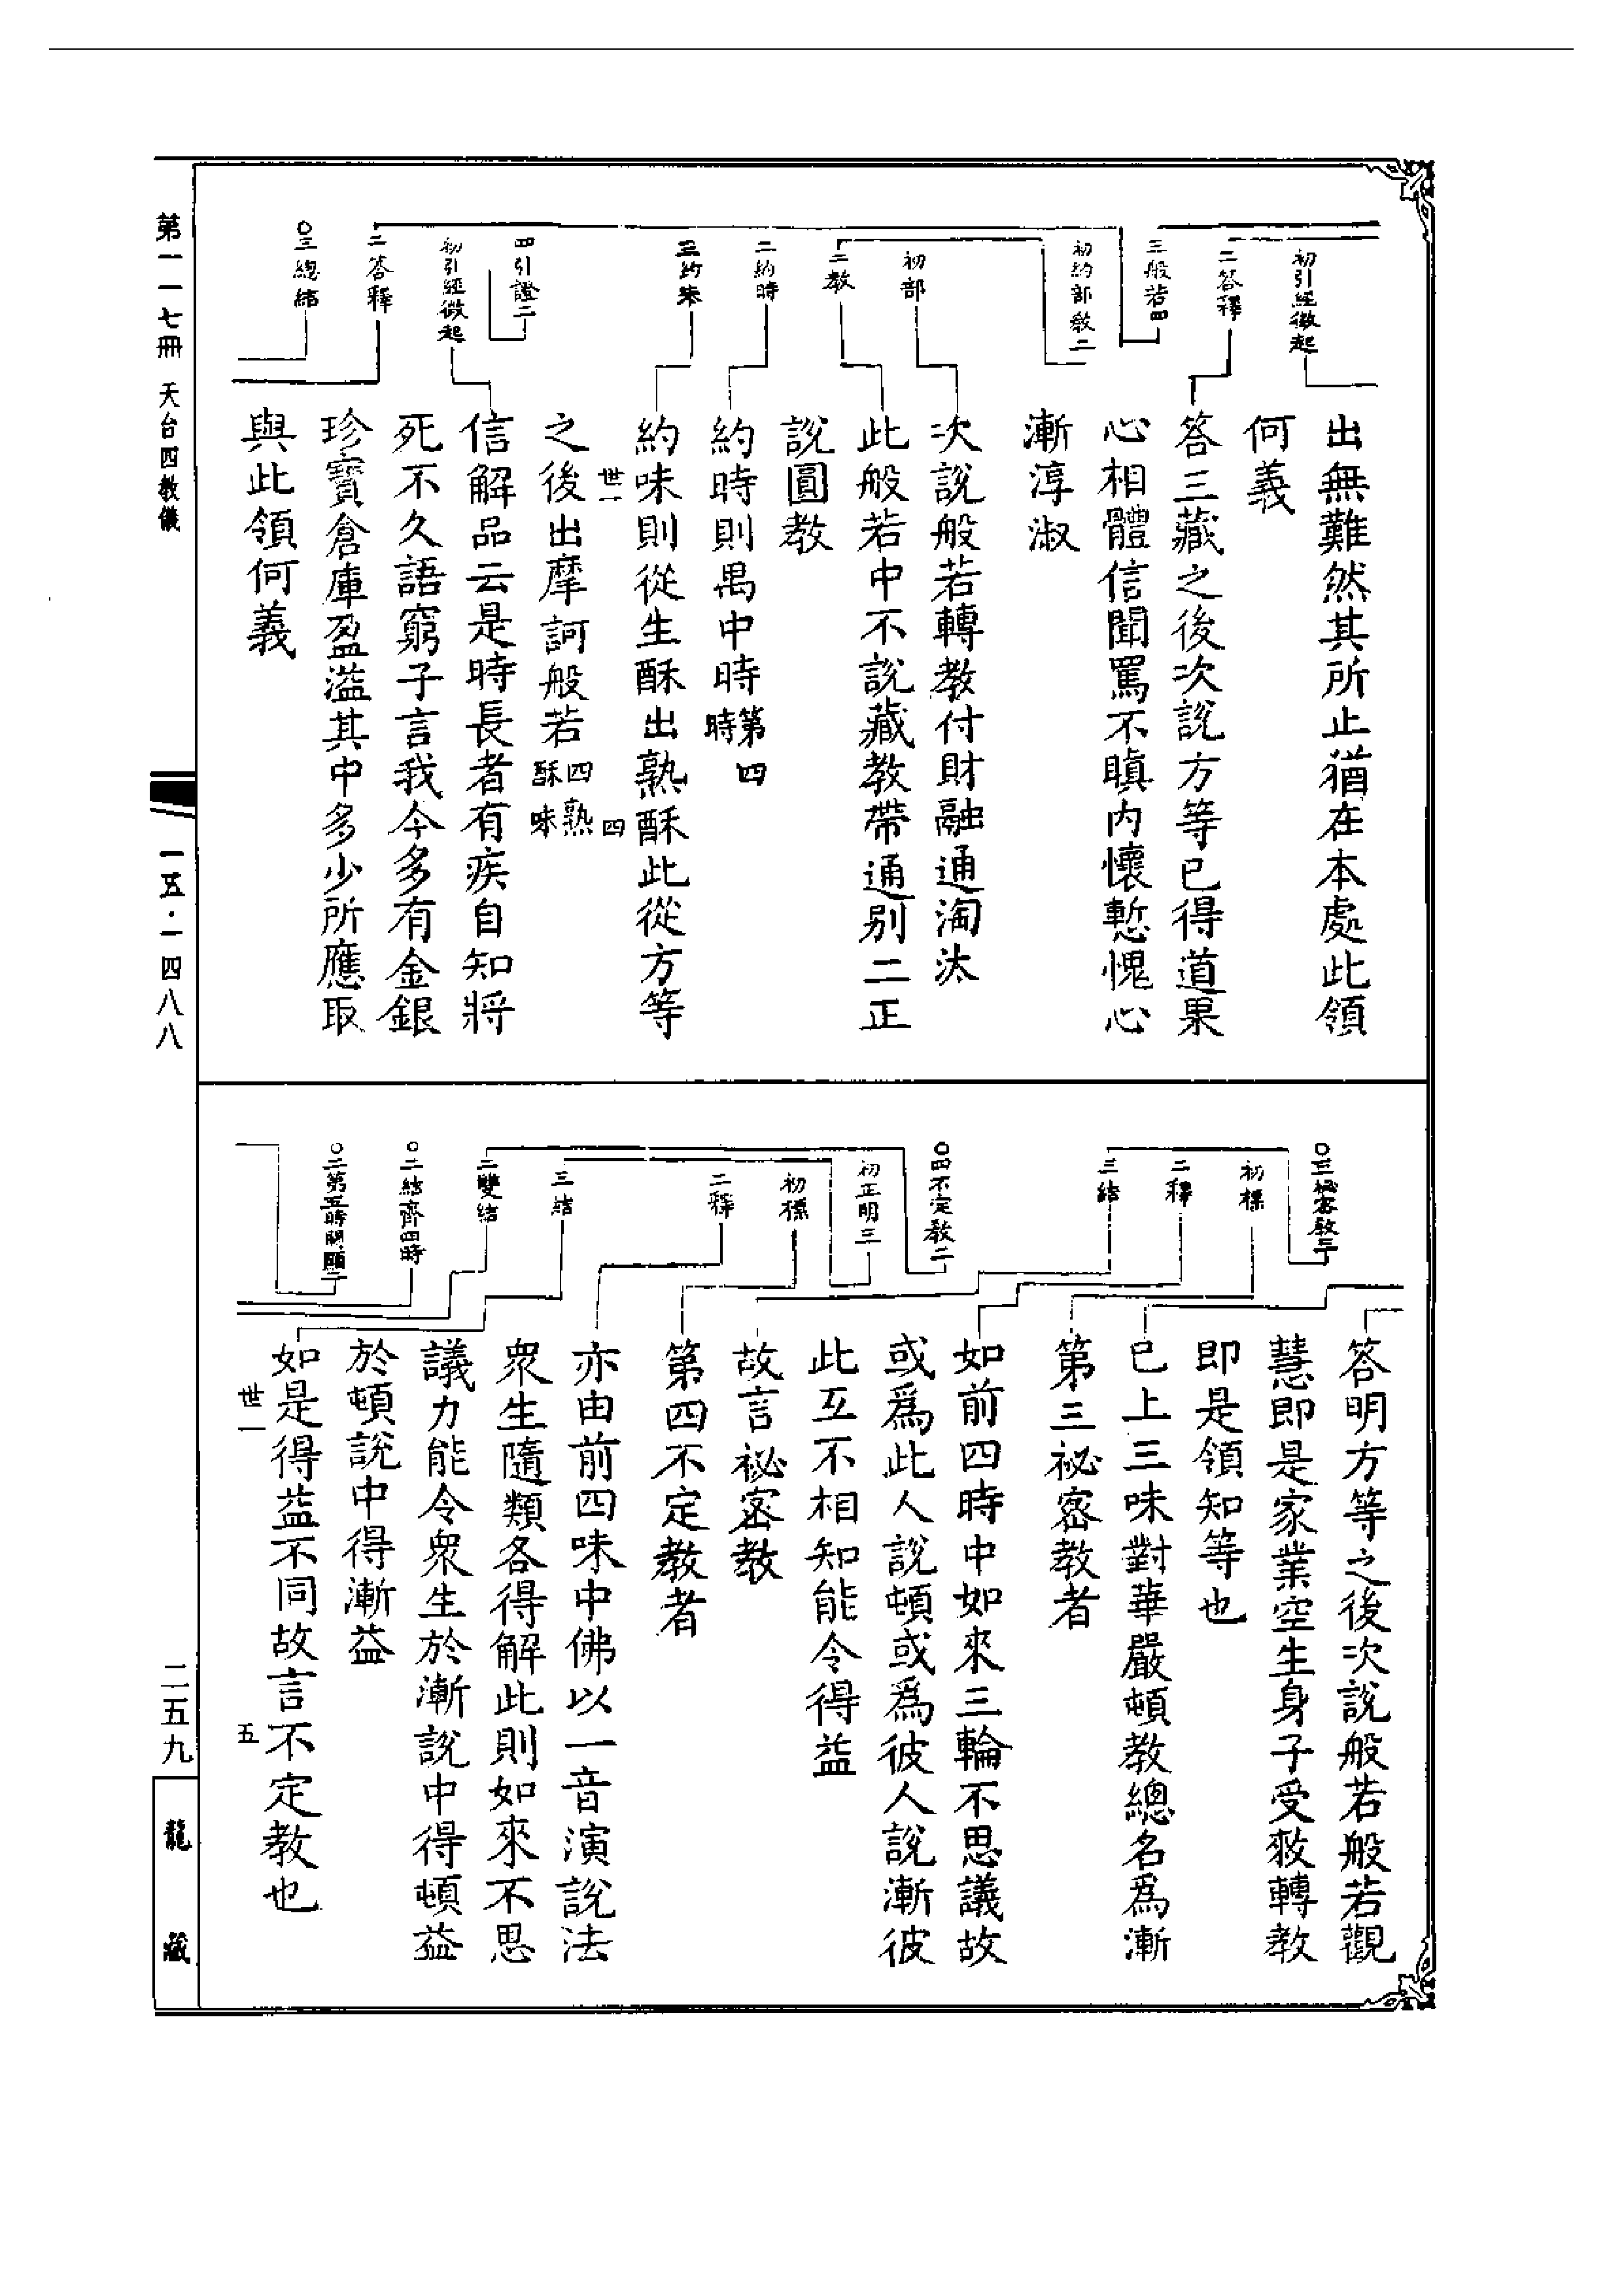 初引經徵起
二答釋
三般若四
初約部教二
初部
二教
二約時
三約味
四引證二
初引經徵起
二答釋
○三總結
出無難然其所止猶在本處此領
何義
答三藏之後次說方等已得道果
心相體信聞罵不瞋內懷慙愧心
漸淳淑
次說般若轉教付財融通淘汰
此般若中不說藏教帶通別二正
說圓教
約時則禺中時第四時
世一
四
約味則從生酥出熟酥此從方等
之後出摩訶般若四熟酥味
信解品云是時長者有疾自知將
死不久語窮子言我今多有金銀
珍寶倉庫盈溢其中多少所應取
與此領何義
第一一七冊 天台四教儀
一五・一四八八
○三祕密教三
初標
二釋
三結
○四不定教二
初正明三
初標
二釋
三結
二雙結
○二結齊四時
○二第五時開顯二
答明方等之後次說般若般若觀
慧即是家業空生身子受敕轉教
即是領知等也
已上三味對華嚴頓教總名為漸
第三祕密教者
如前四時中如來三輪不思議故
或為此人說頓或為彼人說漸彼
此互不相知能令得益
故言祕密教
第四不定教者
亦由前四味中佛以一音演說法
眾生隨類各得解此則如來不思
議力能令眾生於漸說中得頓益
於頓說中得漸益
如是得益不同故言不定教也
世一
五
二五九
龍藏